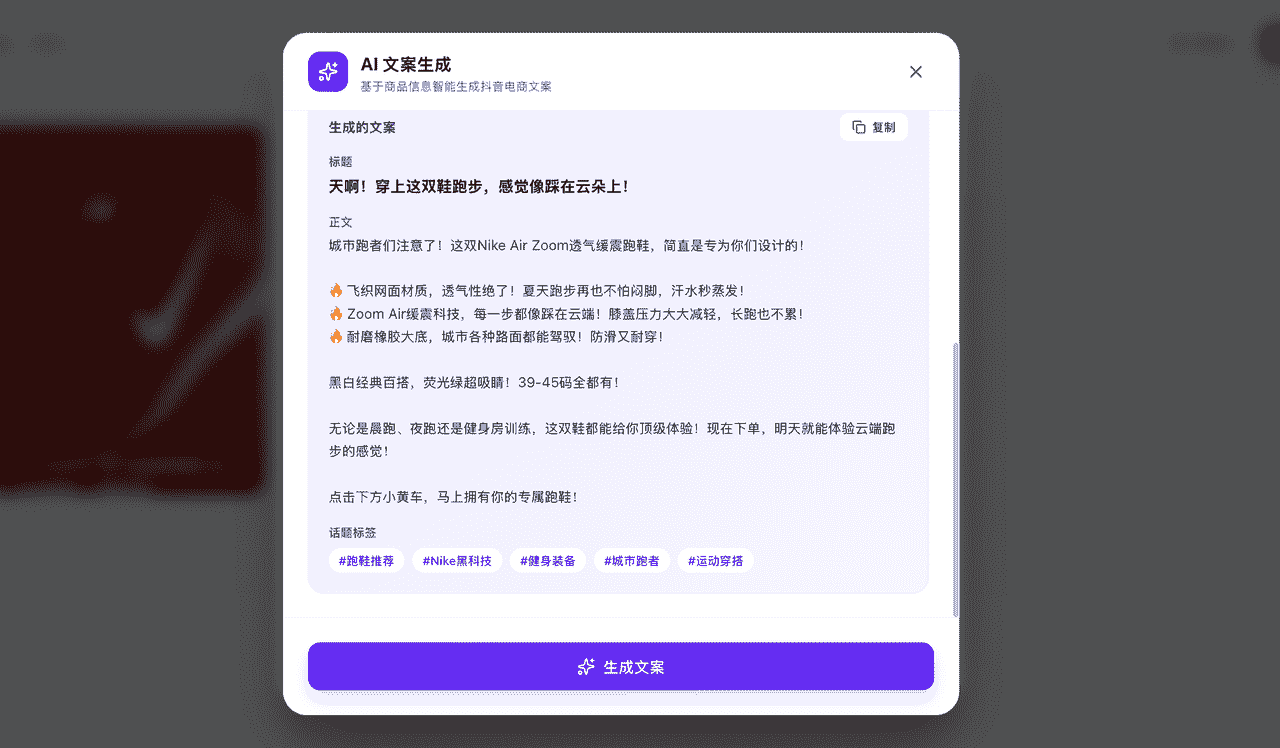 AI 文案生成
基于商品信息智能生成抖音电商文案
生成的文案
复制
标题
天啊！穿上这双鞋跑步，感觉像踩在云朵上！
正文
城市跑者们注意了！这双Nike Air Zoom透气缓震跑鞋，简直是专为你们设计的！
🔥 飞织网面材质，透气性绝了！夏天跑步再也不怕闷脚，汗水秒蒸发！
🔥 Zoom Air缓震科技，每一步都像踩在云端！膝盖压力大大减轻，长跑也不累！
🔥 耐磨橡胶大底，城市各种路面都能驾驭！防滑又耐穿！
黑白经典百搭，荧光绿超吸睛！39-45码全都有！
无论是晨跑、夜跑还是健身房训练，这双鞋都能给你顶级体验！现在下单，明天就能体验云端跑
步的感觉！
点击下方小黄车，马上拥有你的专属跑鞋！
话题标签
#跑鞋推荐 #Nike黑科技 #健身装备 #城市跑者 #运动穿搭
生成文案